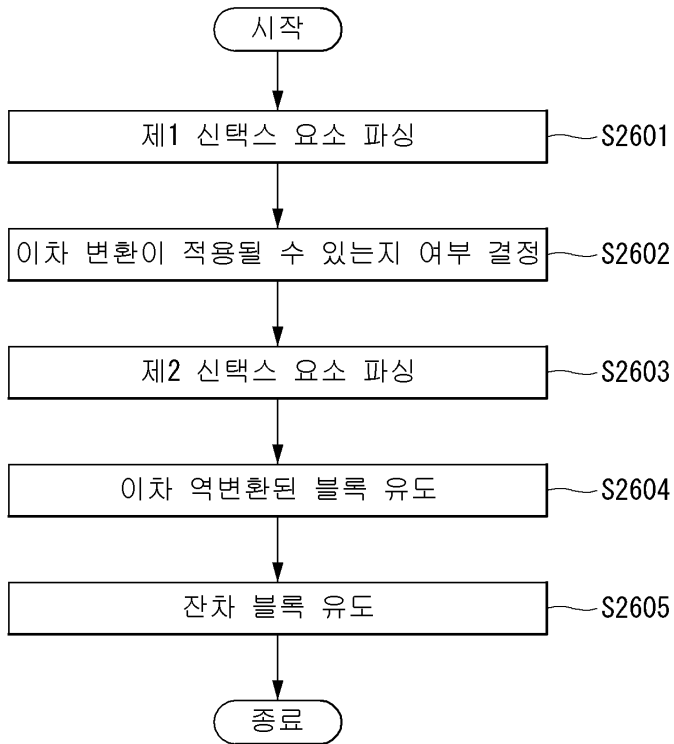 시작
제1 신택스 요소 파싱
S2601
이차 변환이 적용될 수 있는지 여부 결정
S2602
제2 신택스 요소 파싱
S2603
이차 역변환된 블록 유도
S2604
잔차 블록 유도
S2605
종료